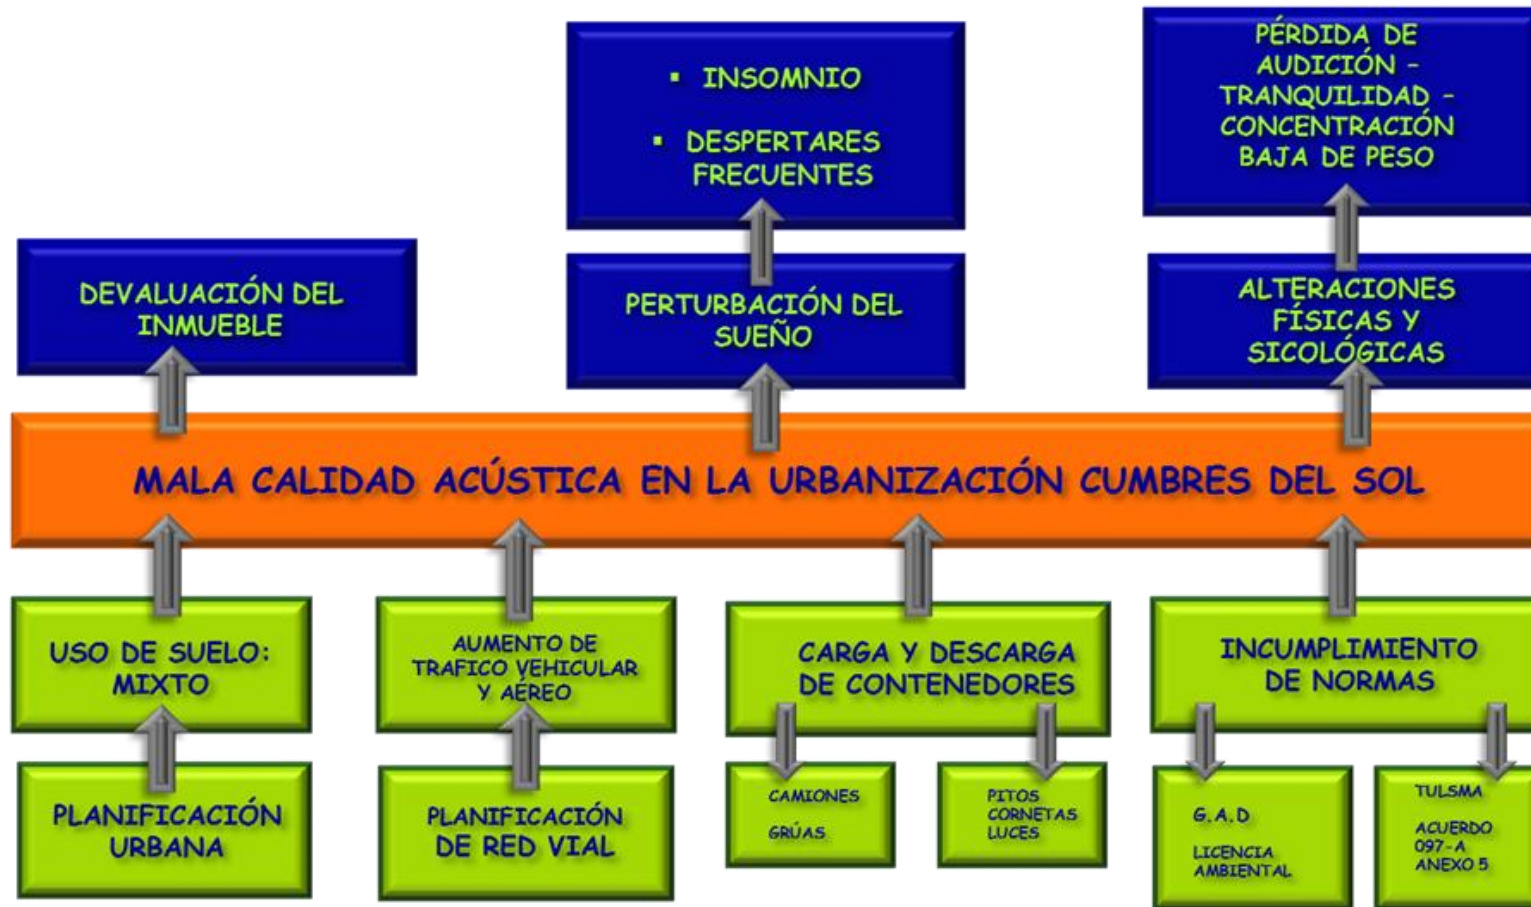 ▪ INSOMNIO
▪ DESPERTARES
FRECUENTES
PÉRDIDA DE
AUDICIÓN –
TRANQUILIDAD –
CONCENTRACIÓN
BAJA DE PESO
DEVALUACIÓN DEL
INMUEBLE
PERTURBACIÓN DEL
SUEÑO
ALTERACIONES
FÍSICAS Y
SICOLÓGICAS
MALA CALIDAD ACÚSTICA EN LA URBANIZACIÓN CUMBRES DEL SOL
USO DE SUELO:
MIXTO
AUMENTO DE
TRAFICO VEHICULAR
Y AÉREO
CARGA Y DESCARGA
DE CONTENEDORES
INCUMPLIMIENTO
DE NORMAS
PLANIFICACIÓN
URBANA
PLANIFICACIÓN
DE RED VIAL
CAMIONES
GRÚAS
PITOS
CORNETAS
LUCES
G.A.D
LICENCIA
AMBIENTAL
TULSMA
ACUERDO
097-A
ANEXO 5